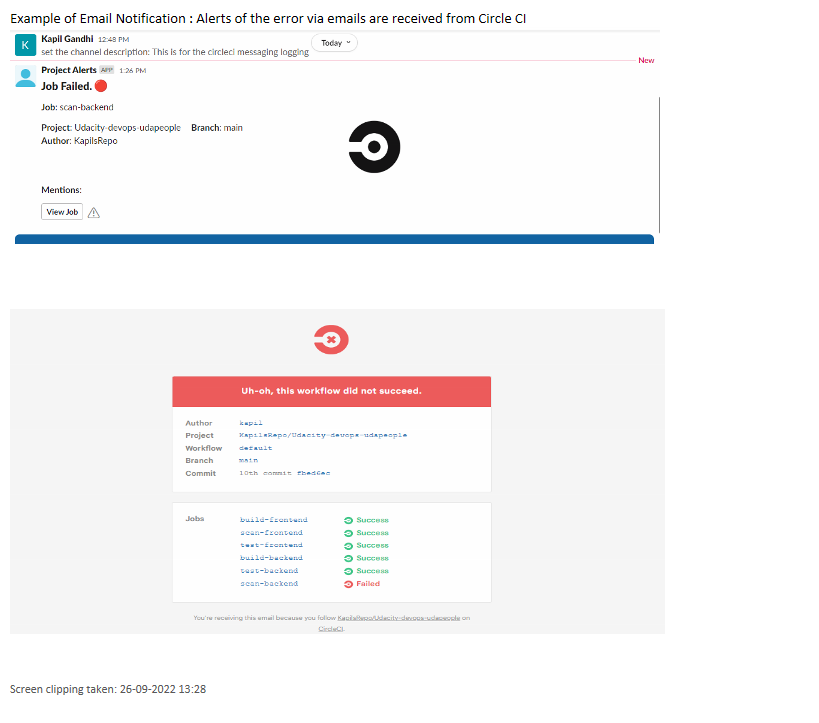 Example of Email Notification : Alerts of the error via emails are received from Circle CI
K
Kapil Gandhi 12:48 PM
set the channel description: This is for the circleci messaging logging
Today
New
Project Alerts APP 1:26 PM
Job Failed.
Job: scan-backend
Project: Udacity-devops-udapeople Branch: main
Author: KapilsRepo
Mentions:
View Job
Uh-oh, this workflow did not succeed.
Author kapil
Project KapilsRepo/Udacity-devops-udapeople
Workflow default
Branch main
Commit 10th commit fbed6ec
Jobs build-frontend Success
scan-frontend Success
test-frontend Success
build-backend Success
test-backend Success
scan-backend Failed
You're receiving this email because you follow KapilsRepo/Udacity-devops-udapeople on
CircleCI.
Screen clipping taken: 26-09-2022 13:28